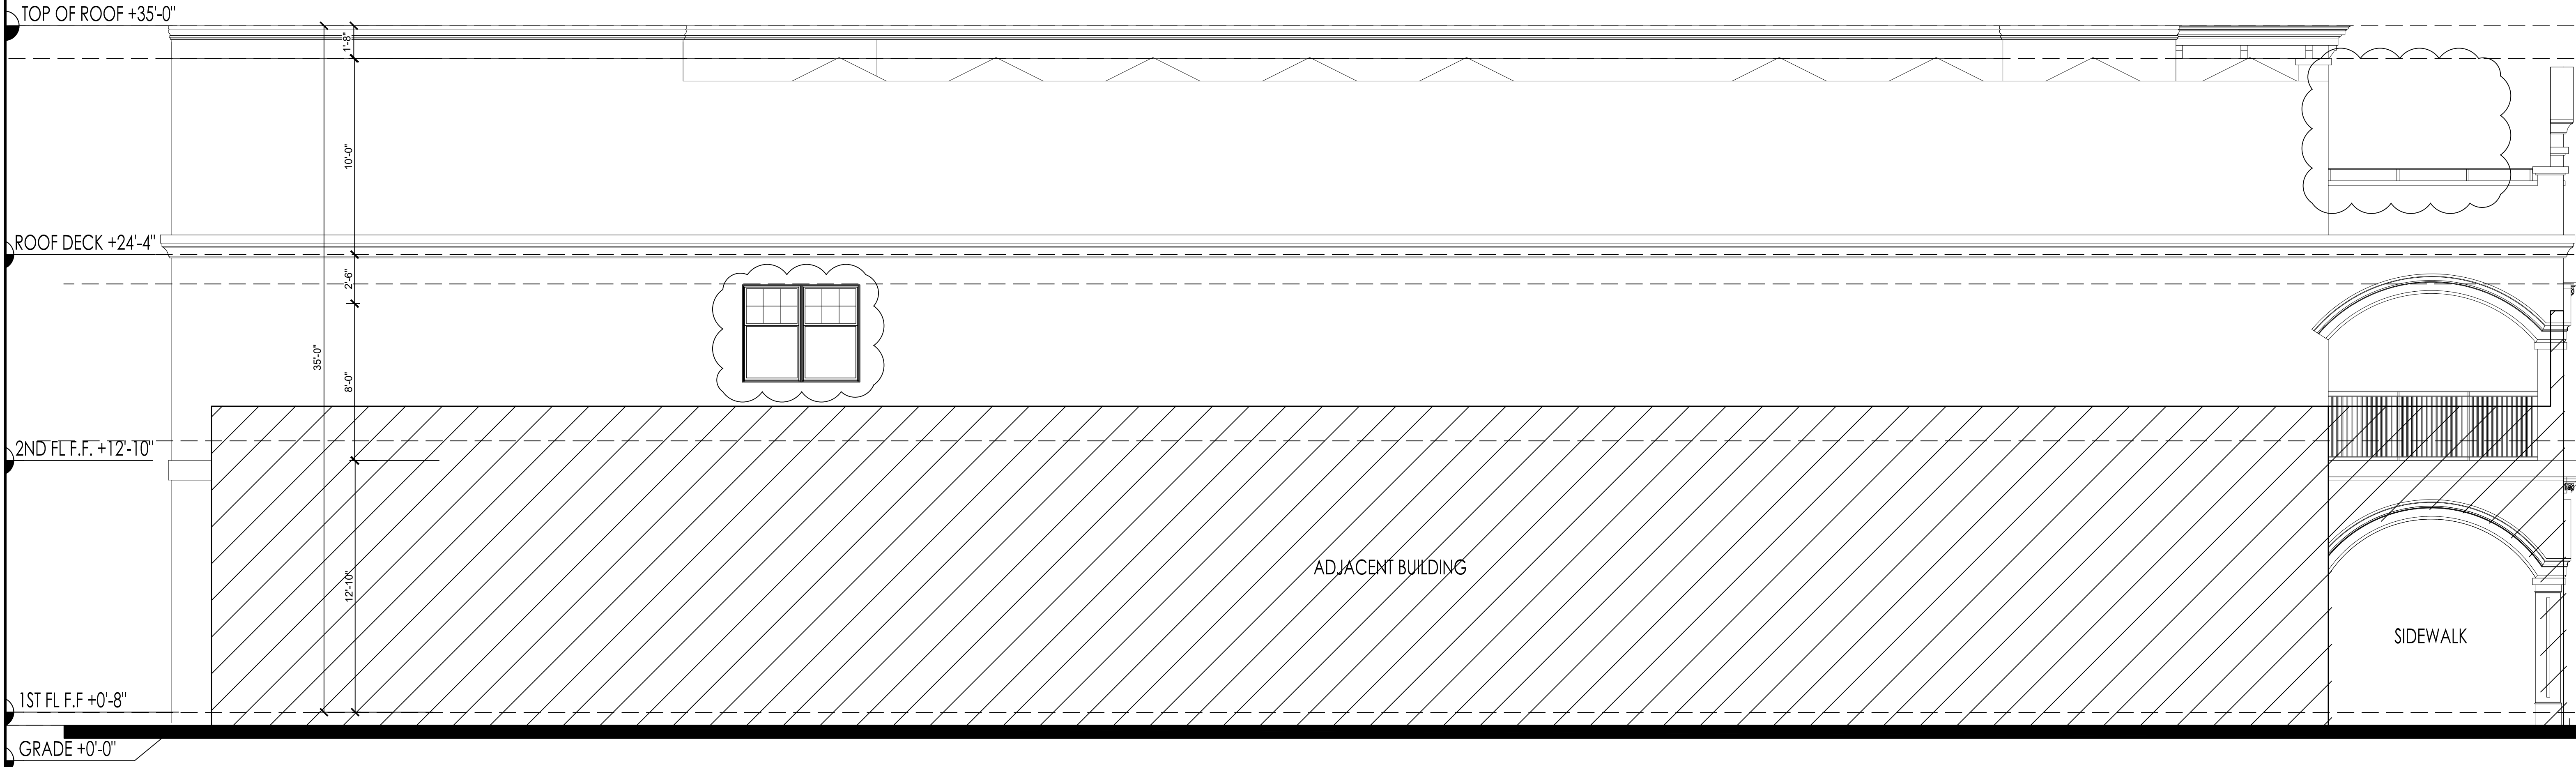 TOP OF ROOF +35'-0"
1'-8"
10'-0"
ROOF DECK +24'-4"
2'-6"
35'-0"
8'-0"
2ND FL F.F. +12'-10"
ADJACENT BUILDING
12'-10"
SIDEWALK
1ST FL F.F +0'-8"
GRADE +0'-0"